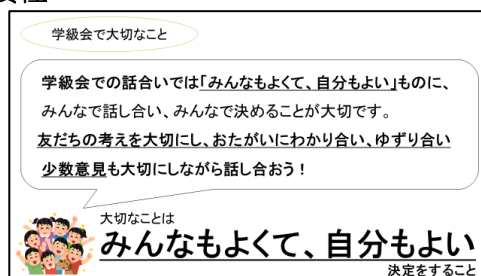 学級会で大切なこと
学級会での話合いでは「みんなもよくて、自分もよい」ものに、
みんなで話し合い、みんなで決めることが大切です。
友だちの考えを大切にし、おたがいにわかり合い、ゆずり合い
少数意見も大切にしながら話し合おう！
大切なことは
みんなもよくて、自分もよい
決定をすること